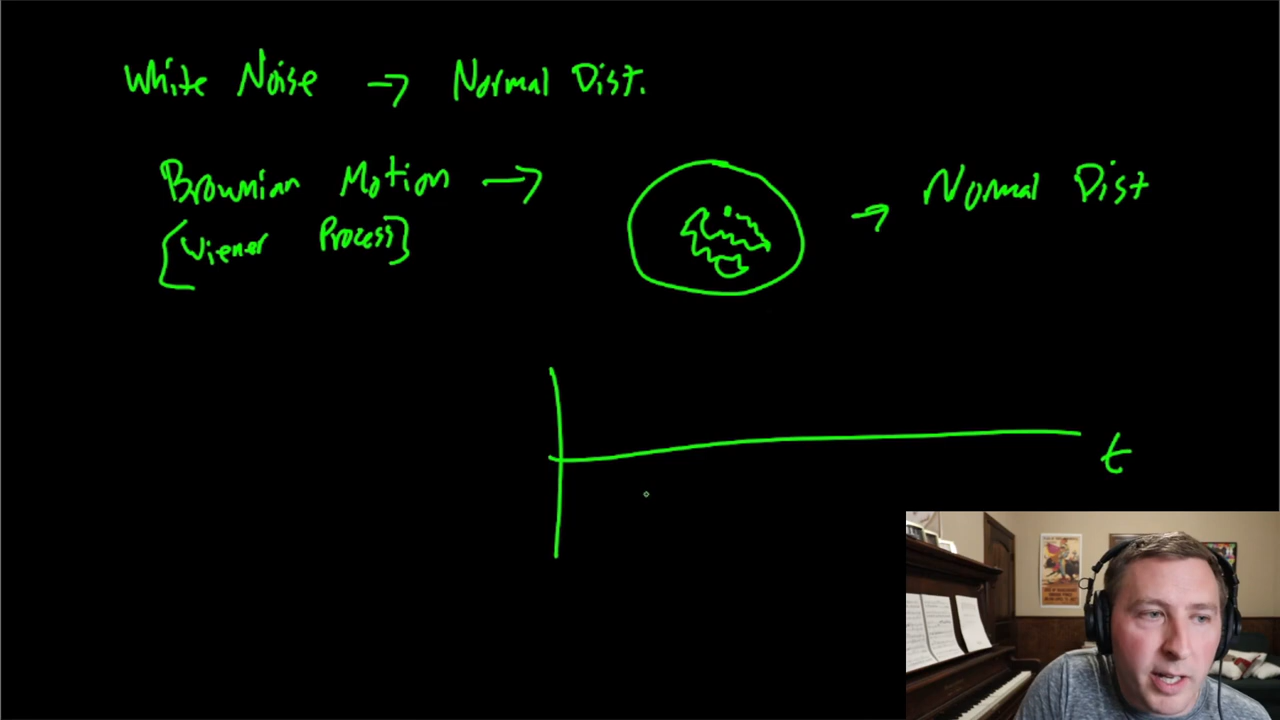 White Noise → Normal Dist.
Brownian Motion → → Normal Dist
[Wiener Process]
t